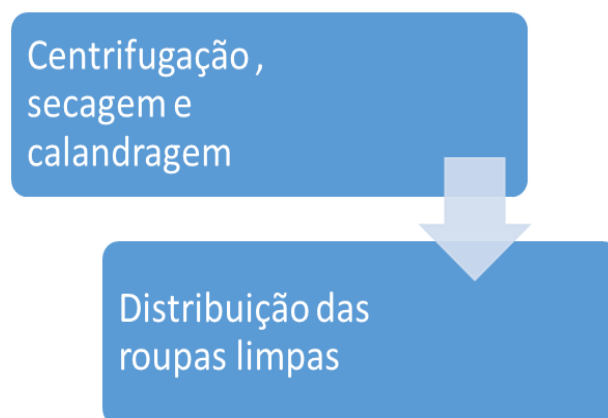 Centrifugação ,
secagem e
calandragem
Distribuição das
roupas limpas